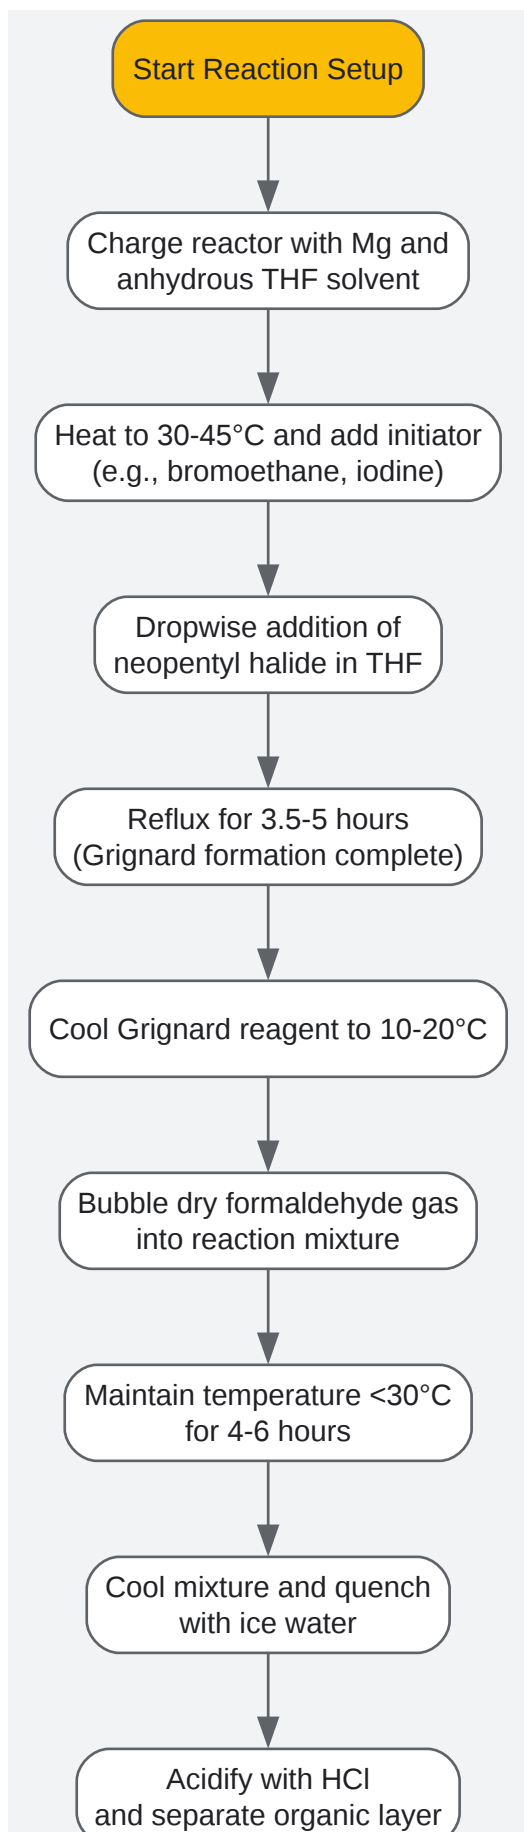 Start Reaction Setup
Charge reactor with Mg and
anhydrous THF solvent
Heat to 30-45°C and add initiator
(e.g., bromoethane, iodine)
Dropwise addition of
neopentyl halide in THF
Reflux for 3.5-5 hours
(Grignard formation complete)
Cool Grignard reagent to 10-20°C
Bubble dry formaldehyde gas
into reaction mixture
Maintain temperature <30°C
for 4-6 hours
Cool mixture and quench
with ice water
Acidify with HCl
and separate organic layer